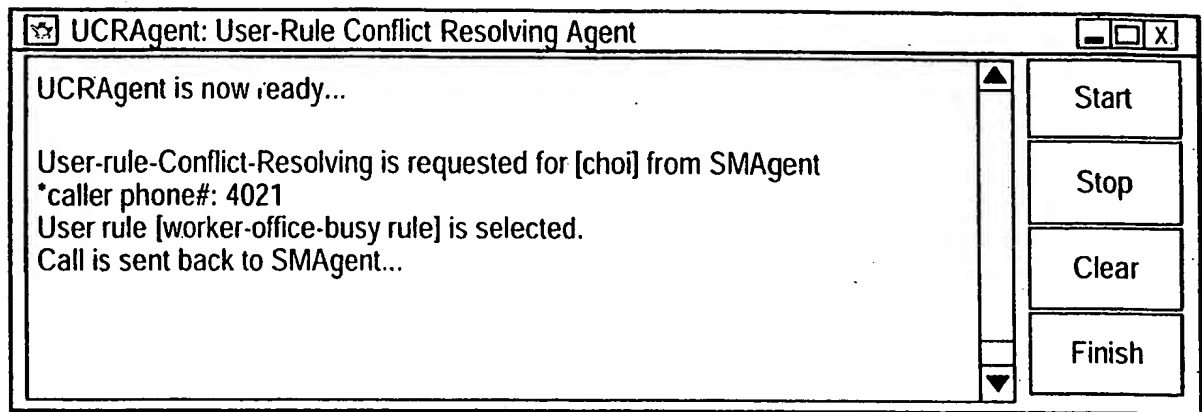 UCRAgent: User-Rule Conflict Resolving Agent
X
UCRAgent is now ready...
User-rule-Conflict-Resolving is requested for [choi] from SMAgent
*caller phone#: 4021
User rule [worker-office-busy rule] is selected.
Call is sent back to SMAgent...
Start
Stop
Clear
Finish